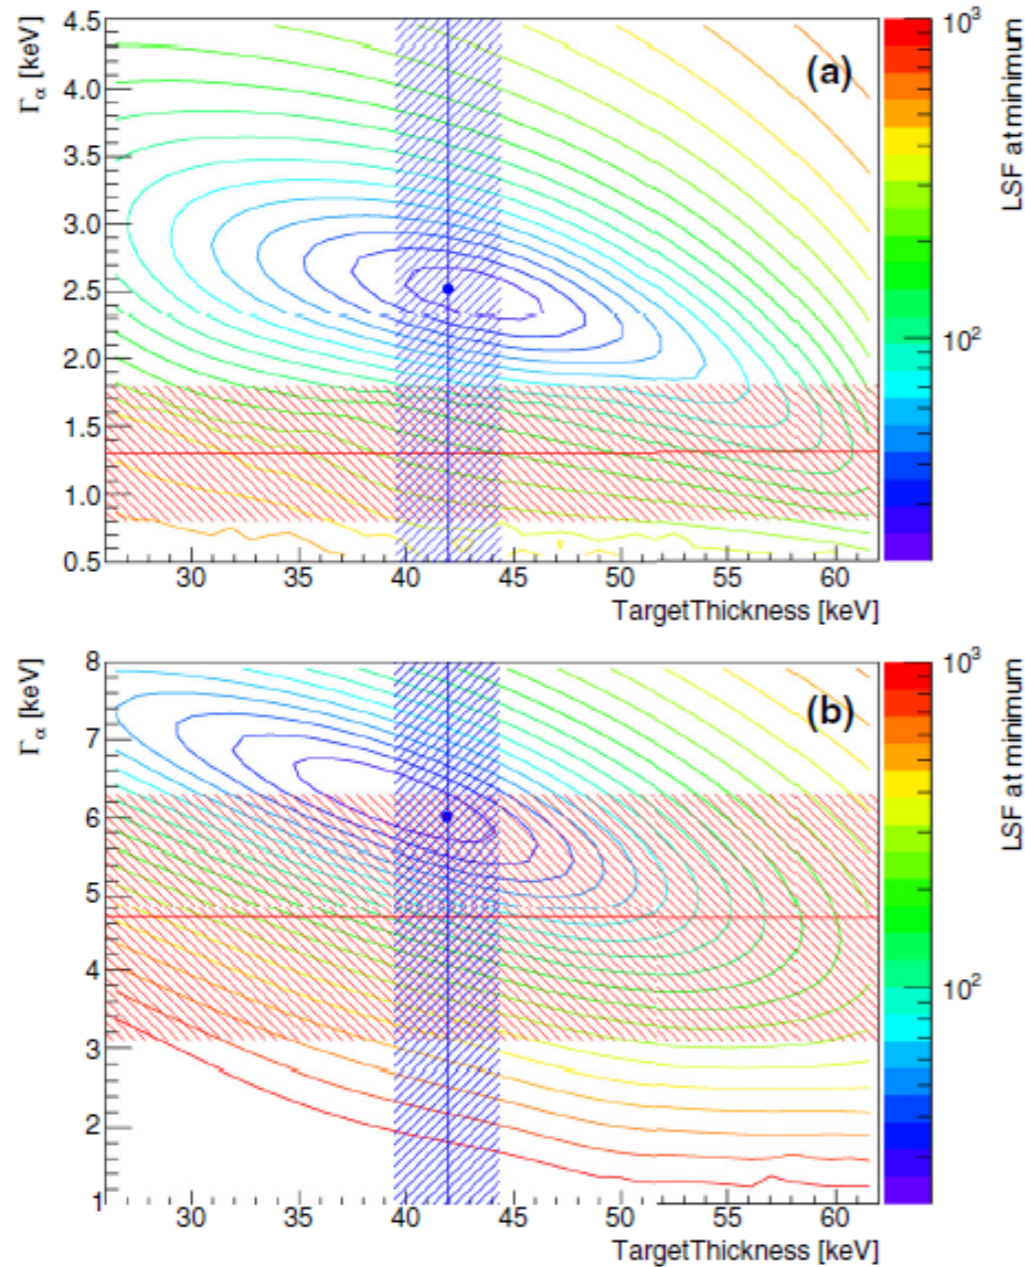 Γα [keV]
4.5
4.0
3.5
3.0
2.5
2.0
1.5
1.0
0.5
(a)
30 35 40 45 50 55 60
TargetThickness [keV]
10³
10²
LSF at minimum
Γα [keV]
8
7
6
5
4
3
2
1
(b)
30 35 40 45 50 55 60
TargetThickness [keV]
10³
10²
LSF at minimum